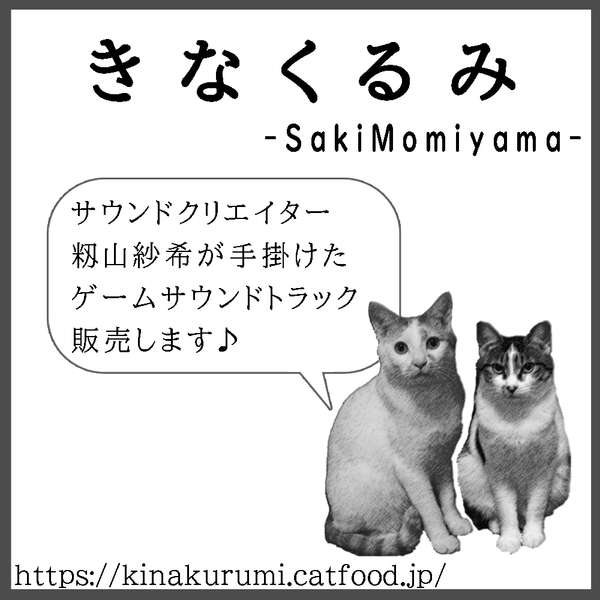 きなくるみ
-SakiMomiyama-
サウンドクリエイター
籾山紗希が手掛けた
ゲームサウンドトラック
販売します♪
https://kinakurumi.catfood.jp/